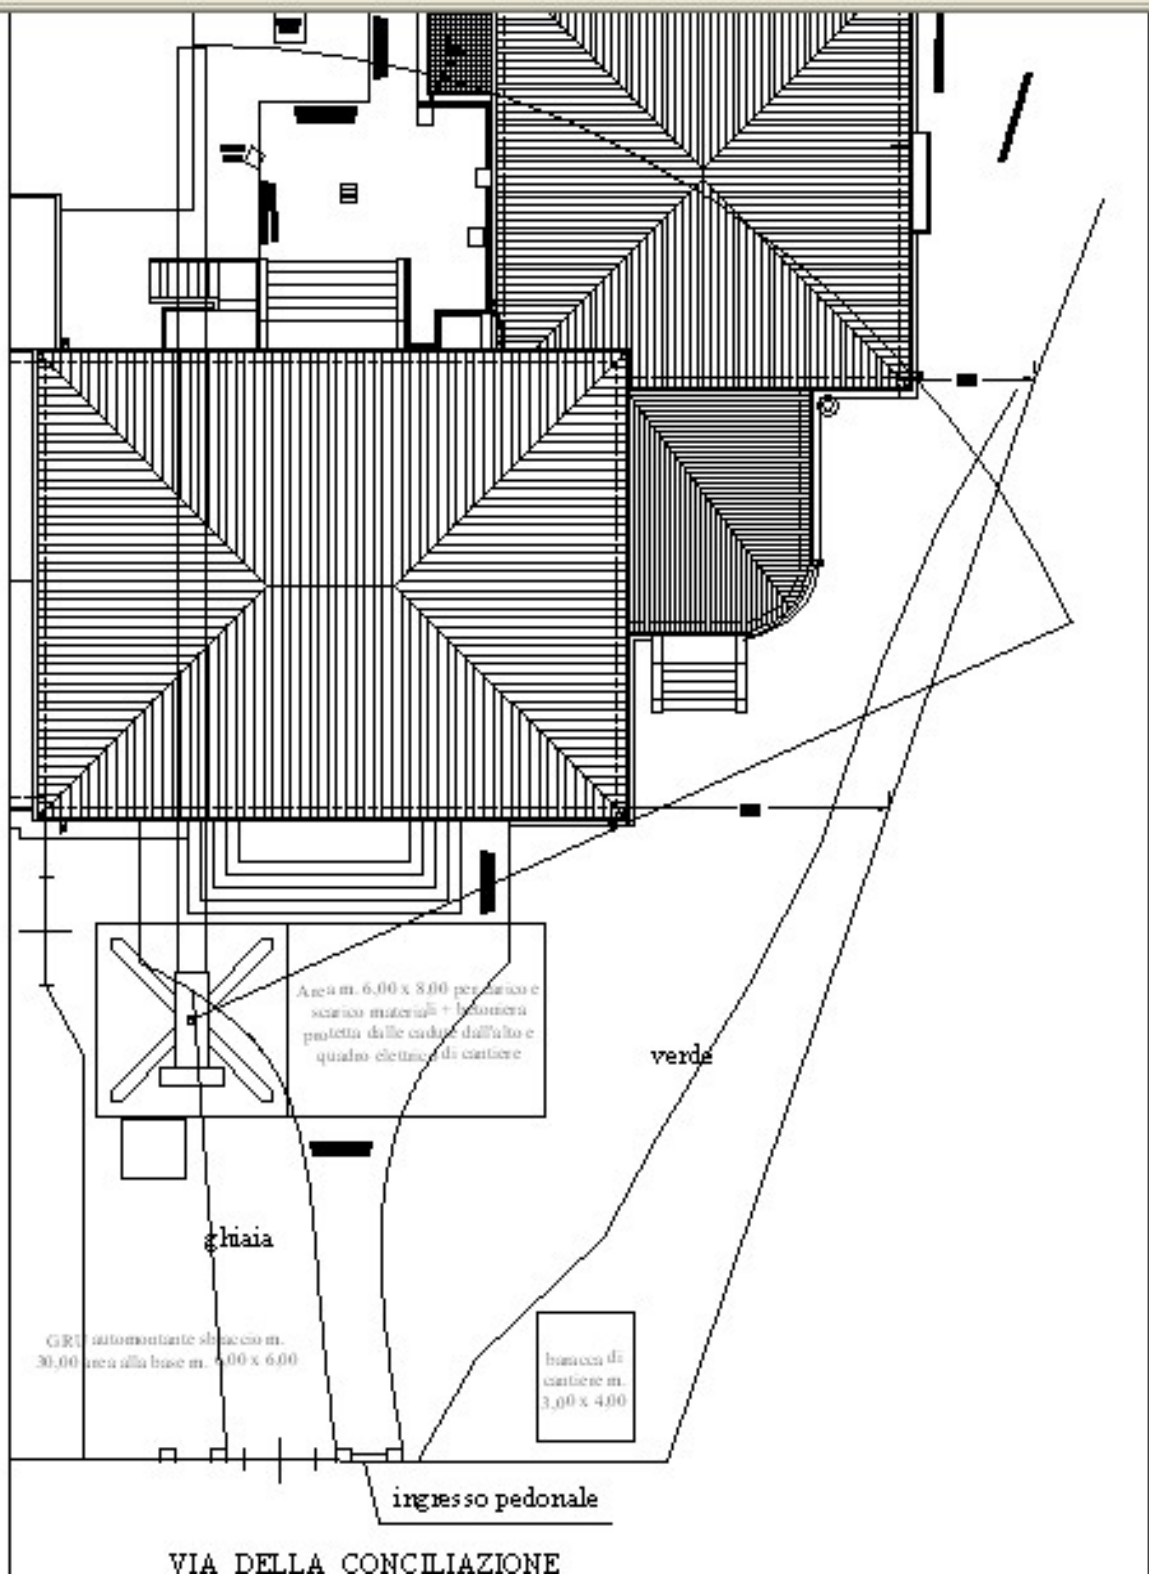 Area m. 6,00 x 8,00 per carico e
scarico materiali + betoniera
protetta dalle cadute dall'alto e
quadro elettrico di cantiere
verde
ghiaia
GRU automontante sbraccio m.
30,00 area alla base m. 6,00 x 6,00
baracca di
cantiere m.
3,00 x 4,00
ingresso pedonale
VIA DELLA CONCILIAZIONE